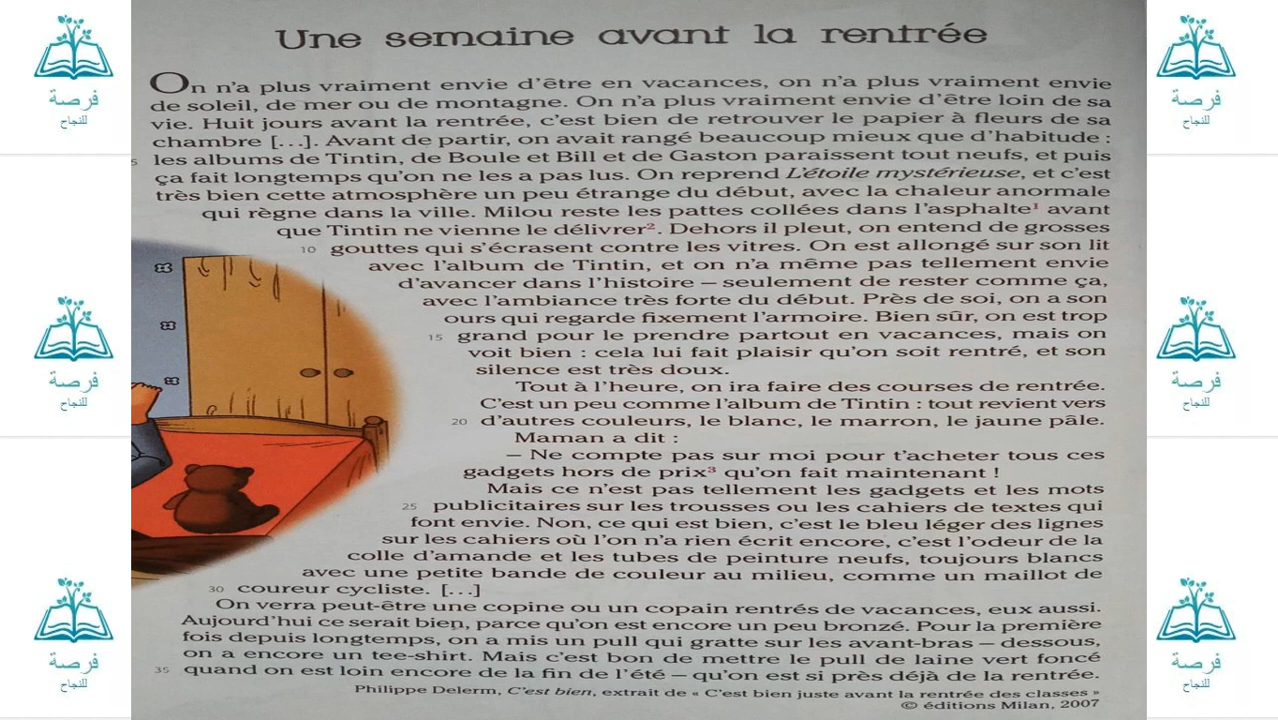 Une semaine avant la rentrée
On n'a plus vraiment envie d'être en vacances, on n'a plus vraiment envie
de soleil, de mer ou de montagne. On n'a plus vraiment envie d'être loin de sa
vie. Huit jours avant la rentrée, c'est bien de retrouver le papier à fleurs de sa
chambre [...]. Avant de partir, on avait rangé beaucoup mieux que d'habitude :
5 les albums de Tintin, de Boule et Bill et de Gaston paraissent tout neufs, et puis
ça fait longtemps qu'on ne les a pas lus. On reprend L'étoile mystérieuse, et c'est
très bien cette atmosphère un peu étrange du début, avec la chaleur anormale
qui règne dans la ville. Milou reste les pattes collées dans l'asphalte¹ avant
que Tintin ne vienne le délivrer². Dehors il pleut, on entend de grosses
10 gouttes qui s'écrasent contre les vitres. On est allongé sur son lit
avec l'album de Tintin, et on n'a même pas tellement envie
d'avancer dans l'histoire – seulement de rester comme ça,
avec l'ambiance très forte du début. Près de soi, on a son
ours qui regarde fixement l'armoire. Bien sûr, on est trop
15 grand pour le prendre partout en vacances, mais on
voit bien : cela lui fait plaisir qu'on soit rentré, et son
silence est très doux.
Tout à l'heure, on ira faire des courses de rentrée.
C'est un peu comme l'album de Tintin : tout revient vers
20 d'autres couleurs, le blanc, le marron, le jaune pâle.
Maman a dit :
– Ne compte pas sur moi pour t'acheter tous ces
gadgets hors de prix³ qu'on fait maintenant !
Mais ce n'est pas tellement les gadgets et les mots
25 publicitaires sur les trousses ou les cahiers de textes qui
font envie. Non, ce qui est bien, c'est le bleu léger des lignes
sur les cahiers où l'on n'a rien écrit encore, c'est l'odeur de la
colle d'amande et les tubes de peinture neufs, toujours blancs
avec une petite bande de couleur au milieu, comme un maillot de
30 coureur cycliste. [...]
On verra peut-être une copine ou un copain rentrés de vacances, eux aussi.
Aujourd'hui ce serait bien, parce qu'on est encore un peu bronzé. Pour la première
fois depuis longtemps, on a mis un pull qui gratte sur les avant-bras – dessous,
on a encore un tee-shirt. Mais c'est bon de mettre le pull de laine vert foncé
35 quand on est loin encore de la fin de l'été – qu'on est si près déjà de la rentrée.
Philippe Delerm, C'est bien, extrait de « C'est bien juste avant la rentrée des classes »
© éditions Milan, 2007
فرصة
للنجاح
فرصة
للنجاح
فرصة
للنجاح
فرصة
للنجاح
فرصة
للنجاح
فرصة
للنجاح